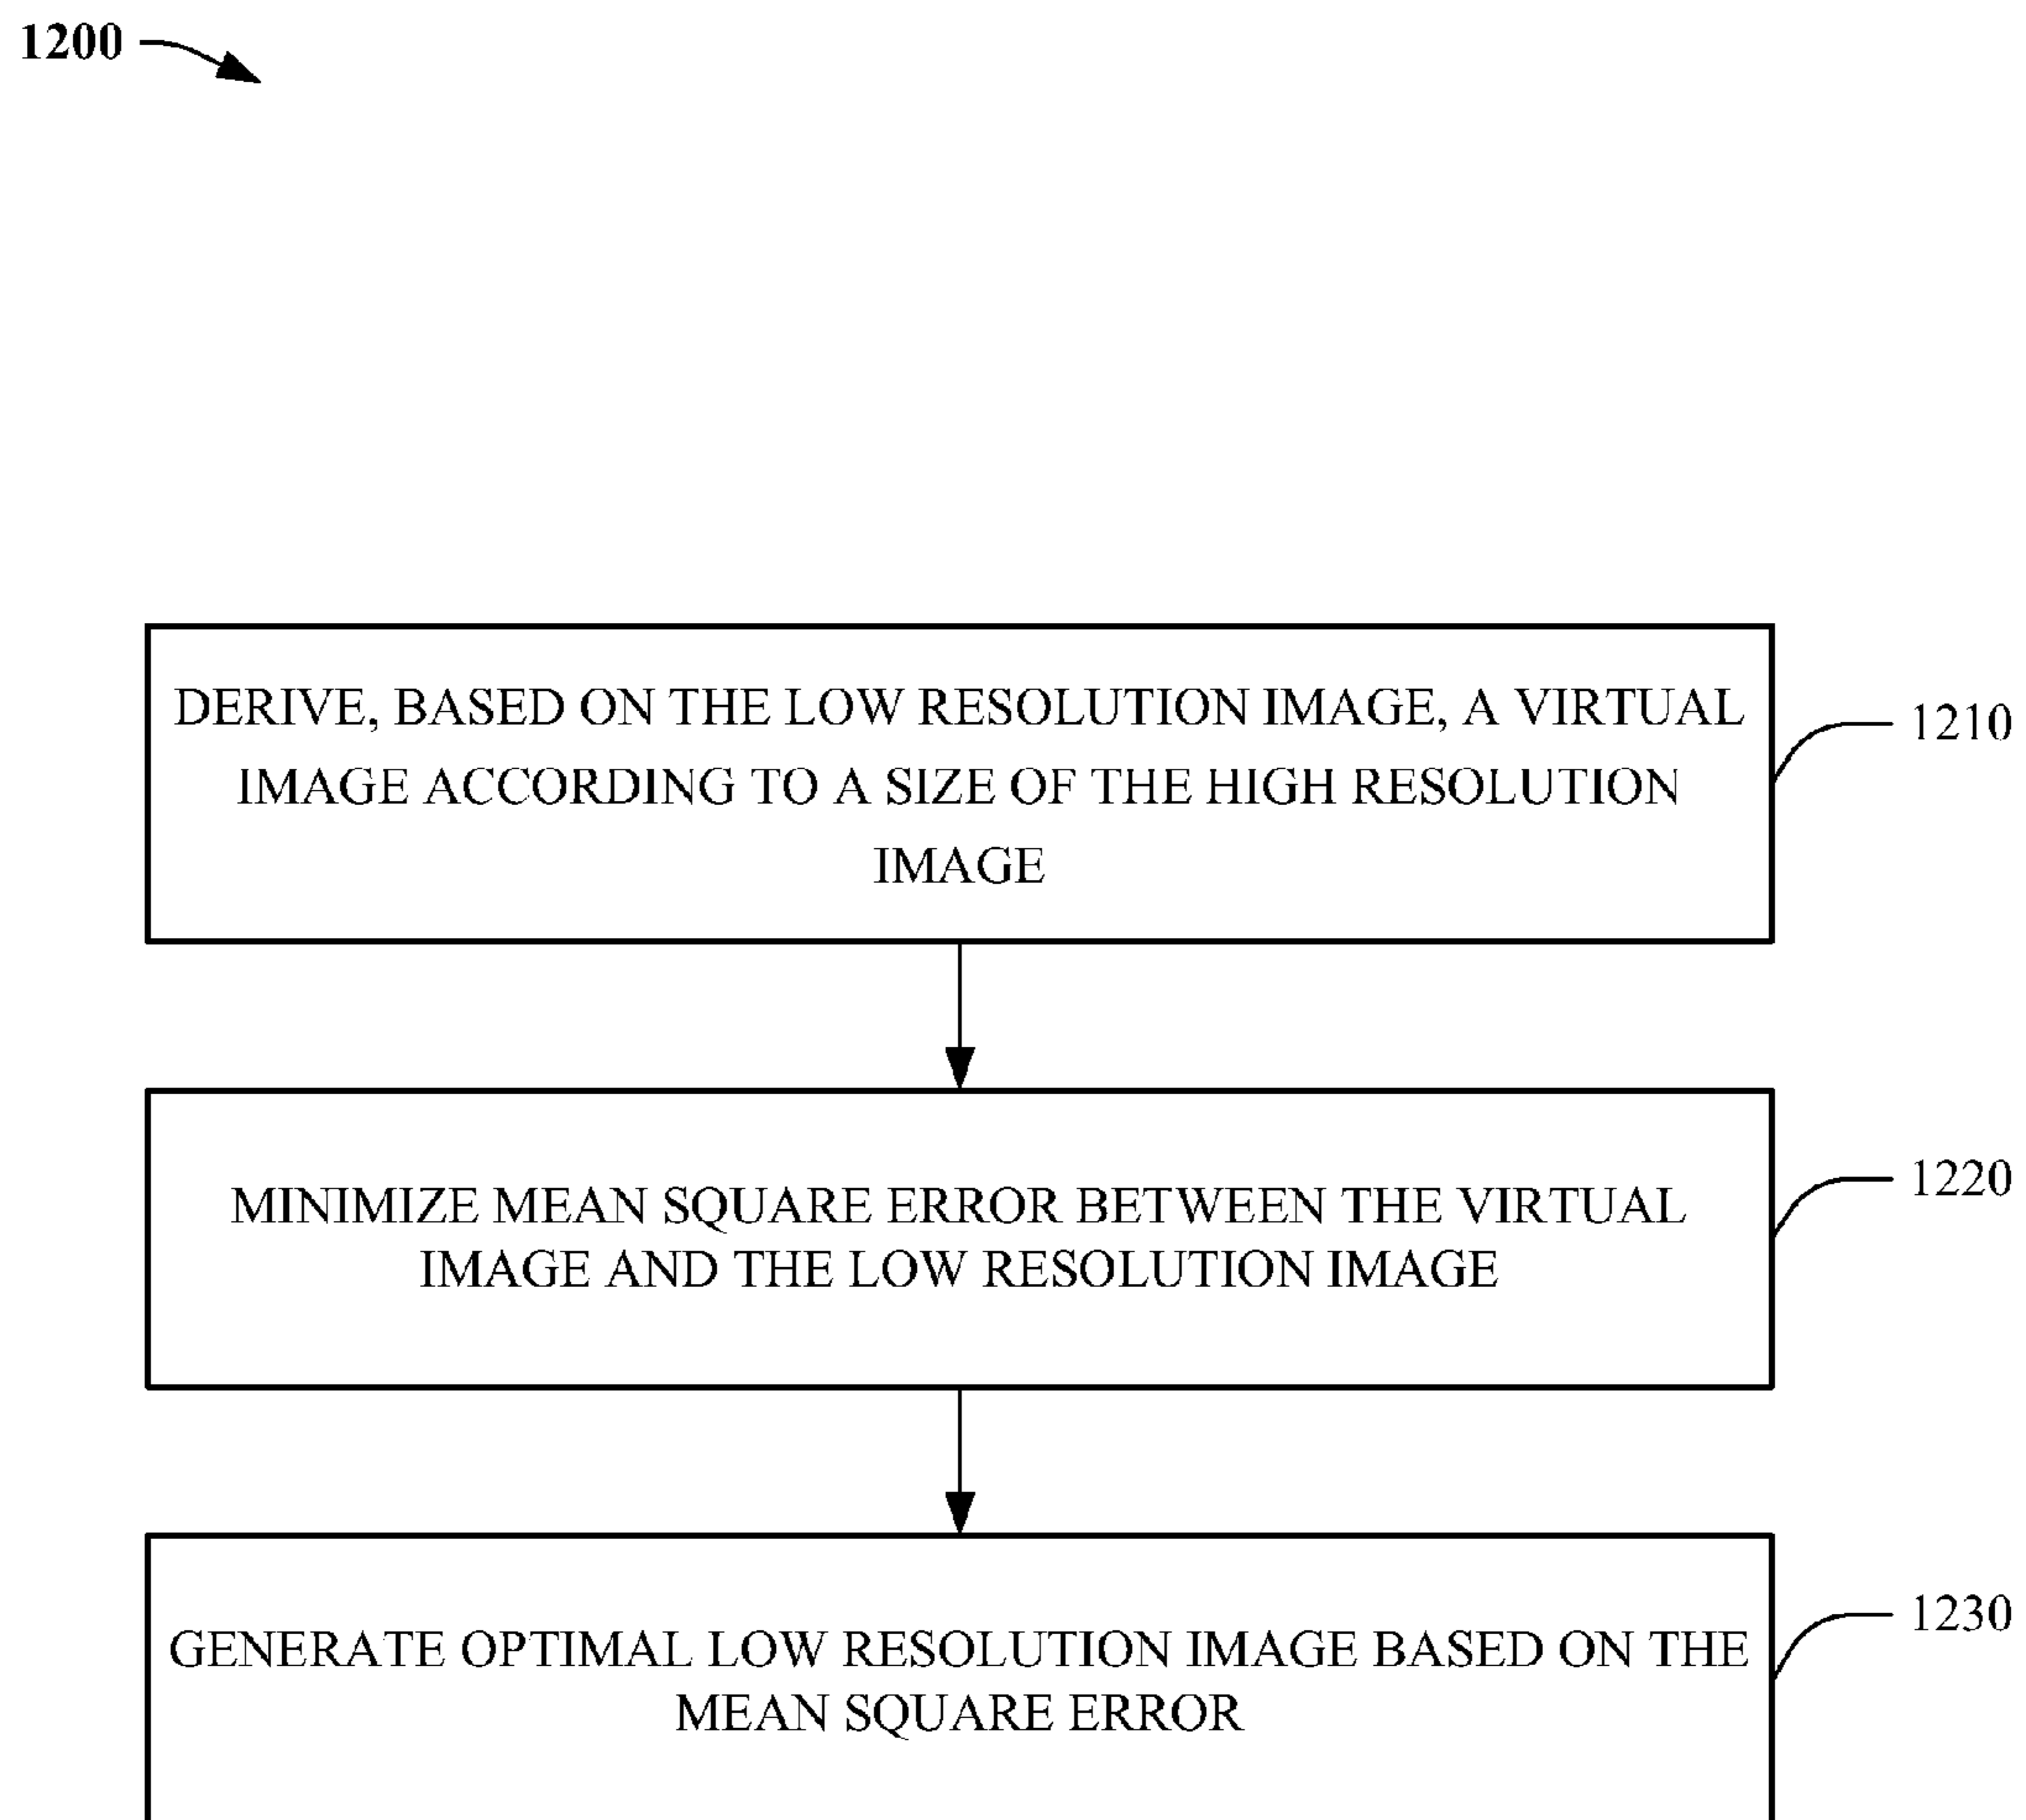 1200
DERIVE, BASED ON THE LOW RESOLUTION IMAGE, A VIRTUAL
IMAGE ACCORDING TO A SIZE OF THE HIGH RESOLUTION
IMAGE
1210
MINIMIZE MEAN SQUARE ERROR BETWEEN THE VIRTUAL
IMAGE AND THE LOW RESOLUTION IMAGE
1220
GENERATE OPTIMAL LOW RESOLUTION IMAGE BASED ON THE
MEAN SQUARE ERROR
1230